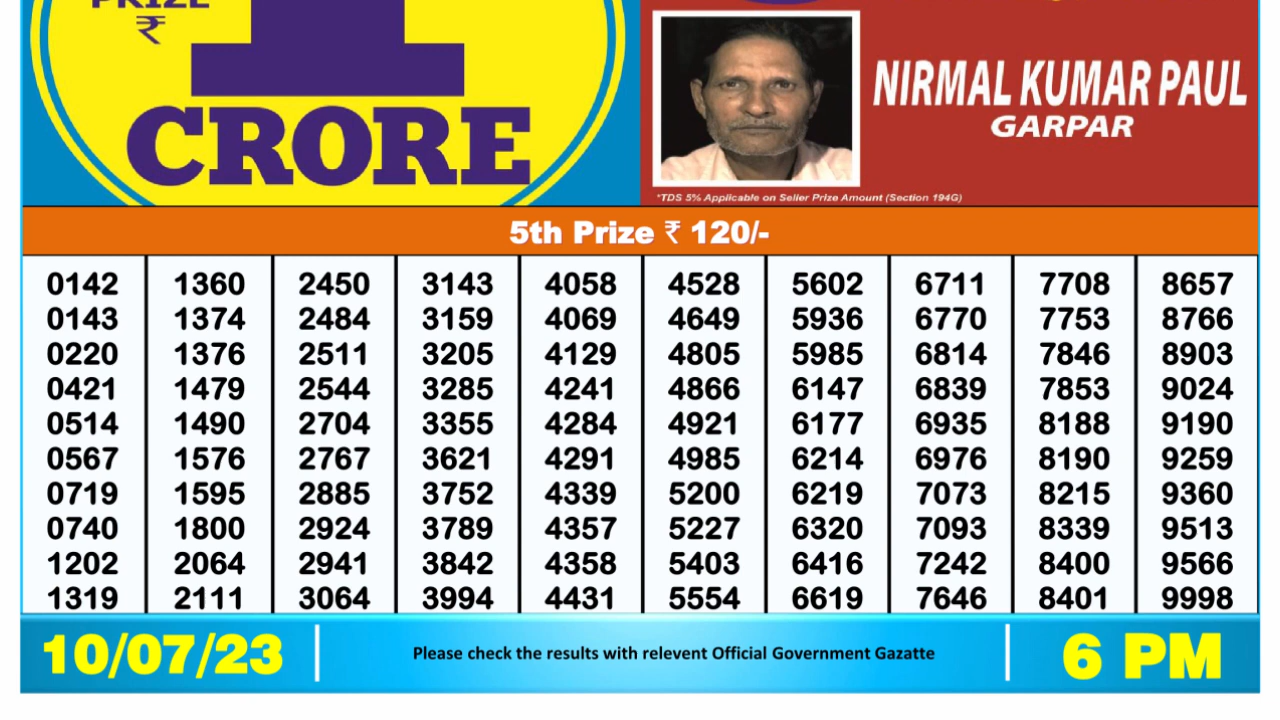 PRIZE
₹
1
CRORE
NIRMAL KUMAR PAUL
GARPAR
*TDS 5% Applicable on Seller Prize Amount (Section 194G)
5th Prize ₹ 120/-
0142 1360 2450 3143 4058 4528 5602 6711 7708 8657
0143 1374 2484 3159 4069 4649 5936 6770 7753 8766
0220 1376 2511 3205 4129 4805 5985 6814 7846 8903
0421 1479 2544 3285 4241 4866 6147 6839 7853 9024
0514 1490 2704 3355 4284 4921 6177 6935 8188 9190
0567 1576 2767 3621 4291 4985 6214 6976 8190 9259
0719 1595 2885 3752 4339 5200 6219 7073 8215 9360
0740 1800 2924 3789 4357 5227 6320 7093 8339 9513
1202 2064 2941 3842 4358 5403 6416 7242 8400 9566
1319 2111 3064 3994 4431 5554 6619 7646 8401 9998
10/07/23 Please check the results with relevent Official Government Gazatte 6 PM